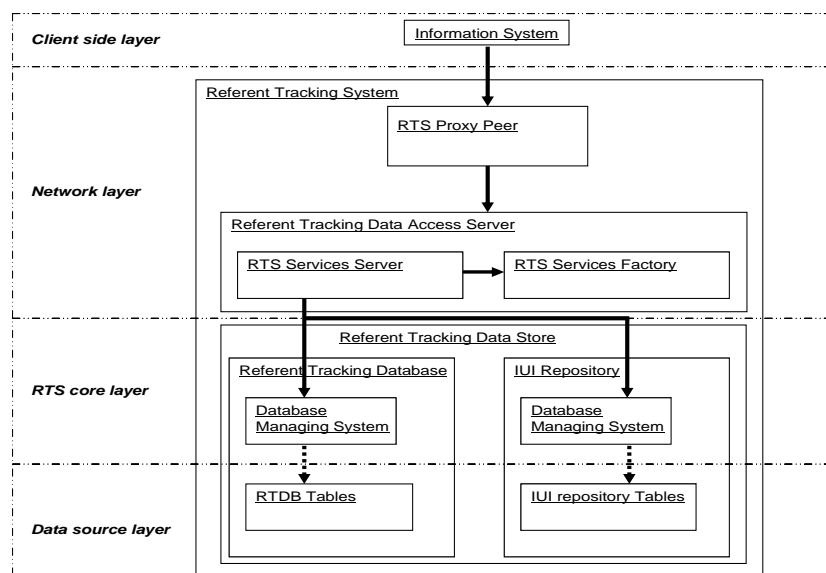 Client side layer
Information System
Referent Tracking System
RTS Proxy Peer
Network layer
Referent Tracking Data Access Server
RTS Services Server
RTS Services Factory
Referent Tracking Data Store
RTS core layer
Referent Tracking Database
IUI Repository
Database
Managing System
Database
Managing System
Data source layer
RTDB Tables
IUI repository Tables